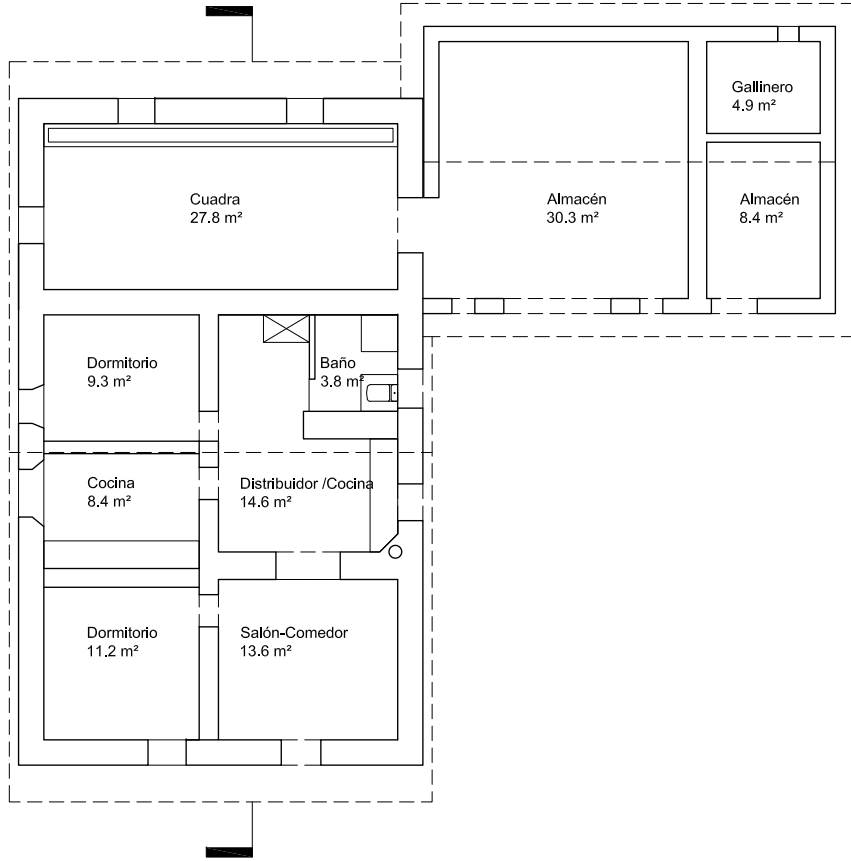 Gallinero
4.9 m²
Cuadra
27.8 m²
Almacén
30.3 m²
Almacén
8.4 m²
Dormitorio
9.3 m²
Baño
3.8 m²
Cocina
8.4 m²
Distribuidor /Cocina
14.6 m²
Dormitorio
11.2 m²
Salón-Comedor
13.6 m²